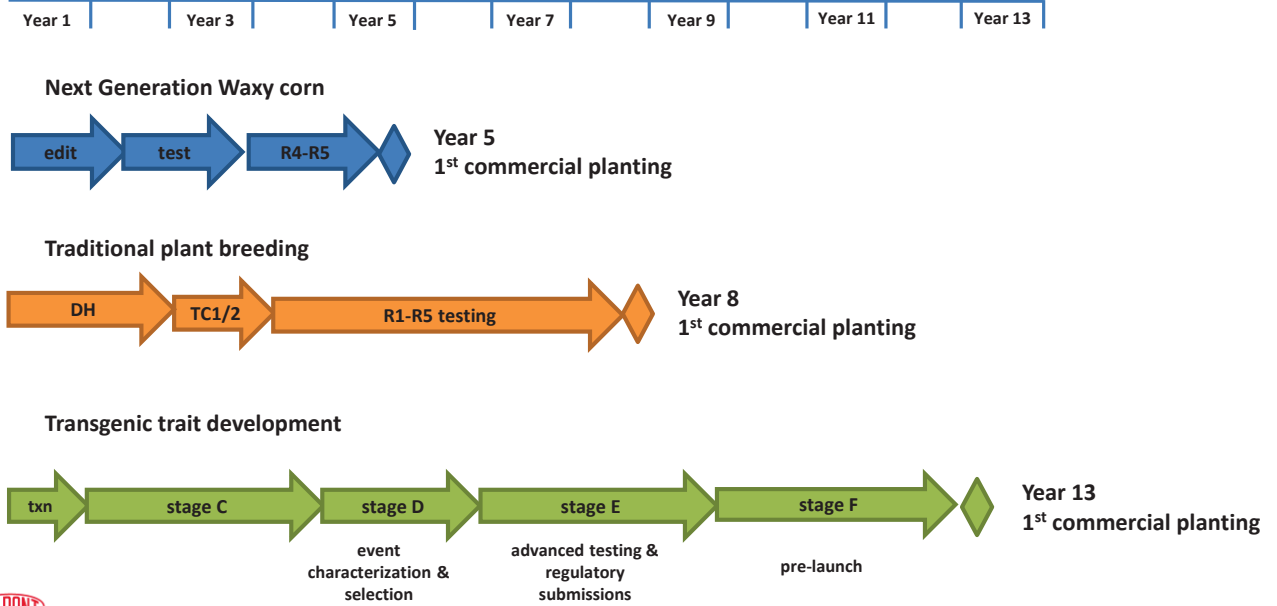 Year 1 Year 3 Year 5 Year 7 Year 9 Year 11 Year 13
Next Generation Waxy corn
edit test R4-R5
Year 5
1st commercial planting
Traditional plant breeding
DH TC1/2 R1-R5 testing
Year 8
1st commercial planting
Transgenic trait development
txn stage C stage D stage E stage F
Year 13
1st commercial planting
event
characterization &
selection
advanced testing &
regulatory
submissions
pre-launch